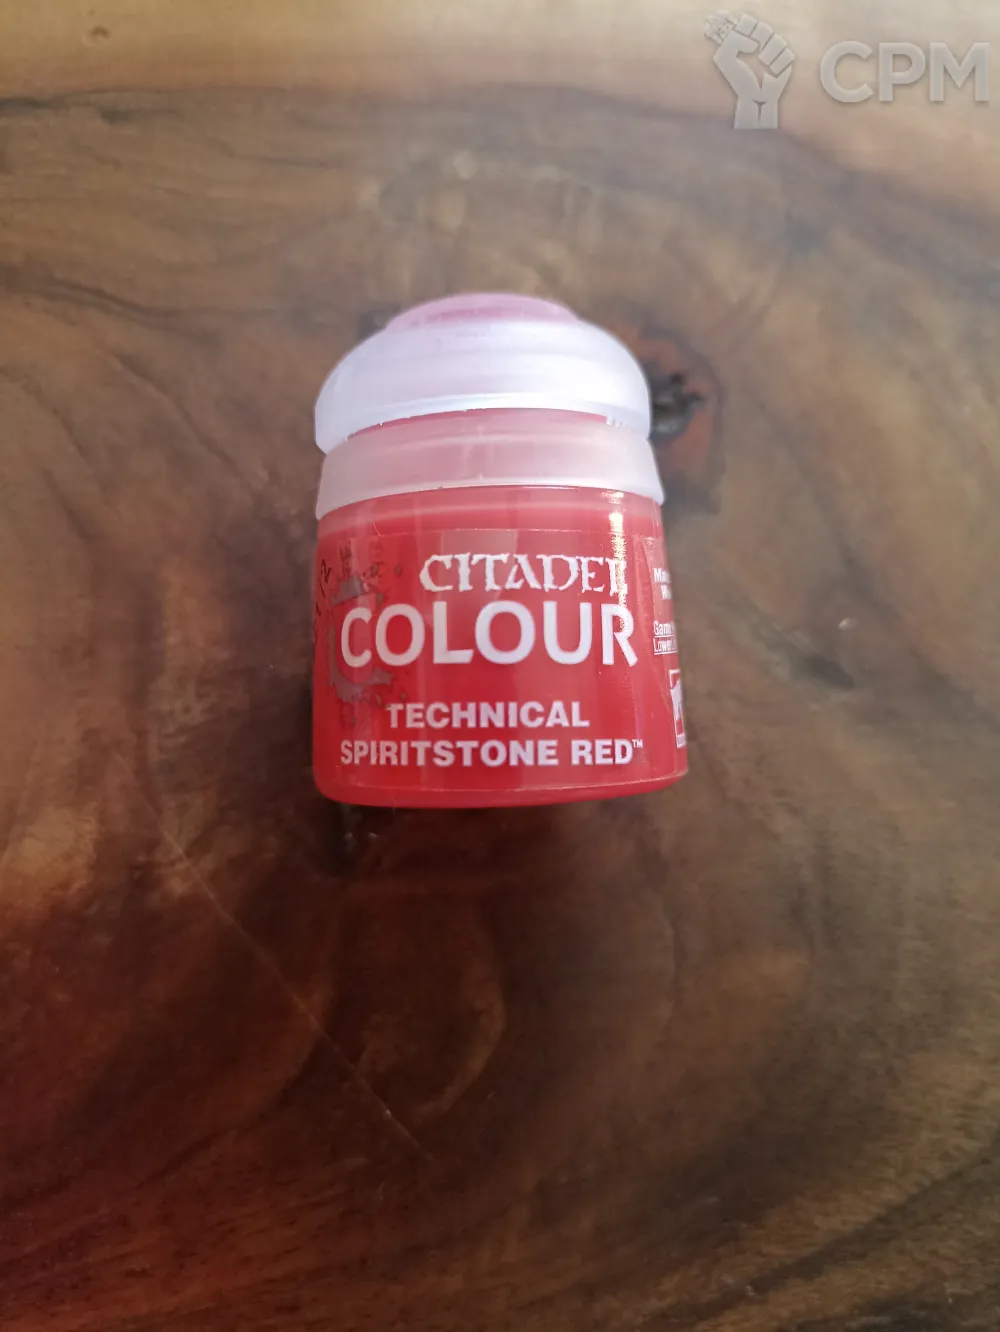 CPM
CITADEL
COLOUR
TECHNICAL
SPIRITSTONE RED™